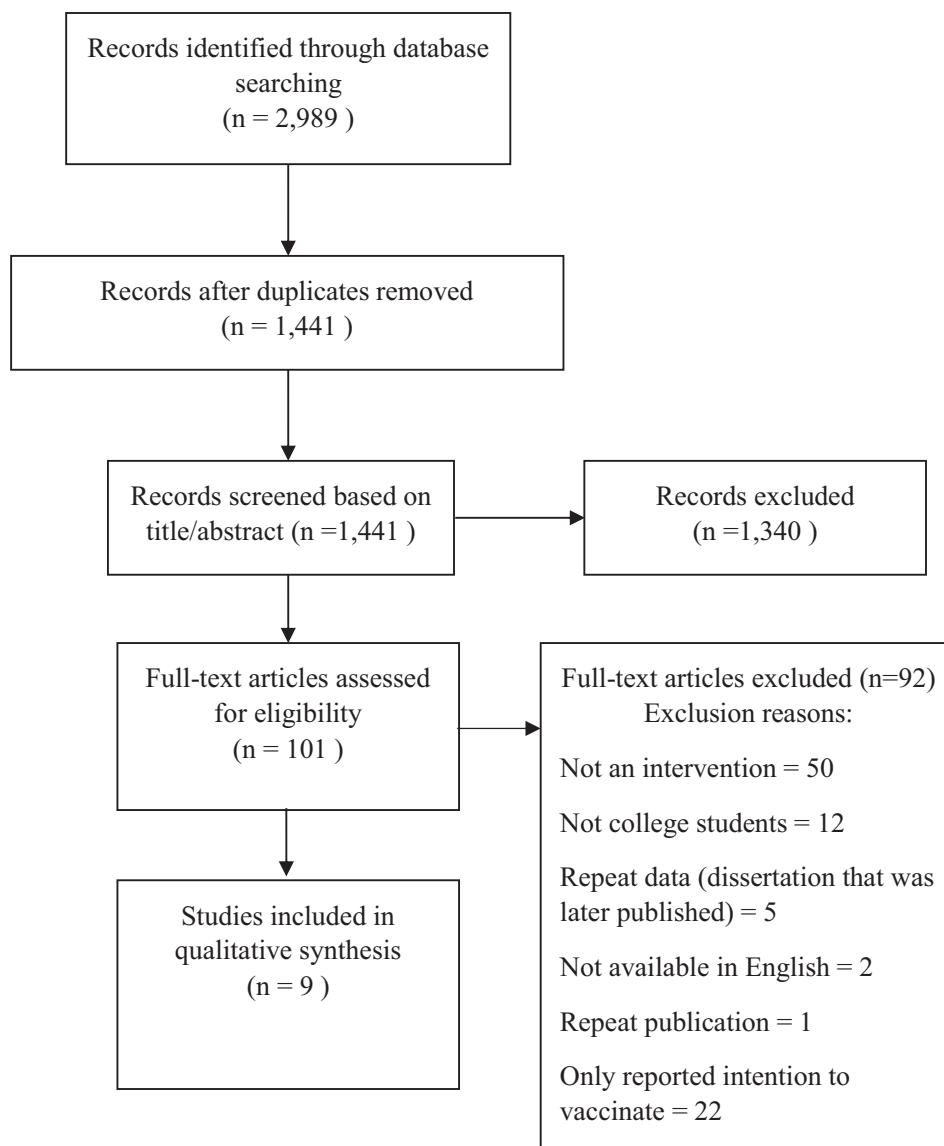 Records identified through database
searching
(n = 2,989 )
Records after duplicates removed
(n = 1,441 )
Records screened based on
title/abstract (n =1,441 )
Records excluded
(n =1,340 )
Full-text articles assessed
for eligibility
(n = 101 )
Full-text articles excluded (n=92)
Exclusion reasons:
Not an intervention = 50
Not college students = 12
Repeat data (dissertation that was
later published) = 5
Not available in English = 2
Repeat publication = 1
Only reported intention to
vaccinate = 22
Studies included in
qualitative synthesis
(n = 9 )